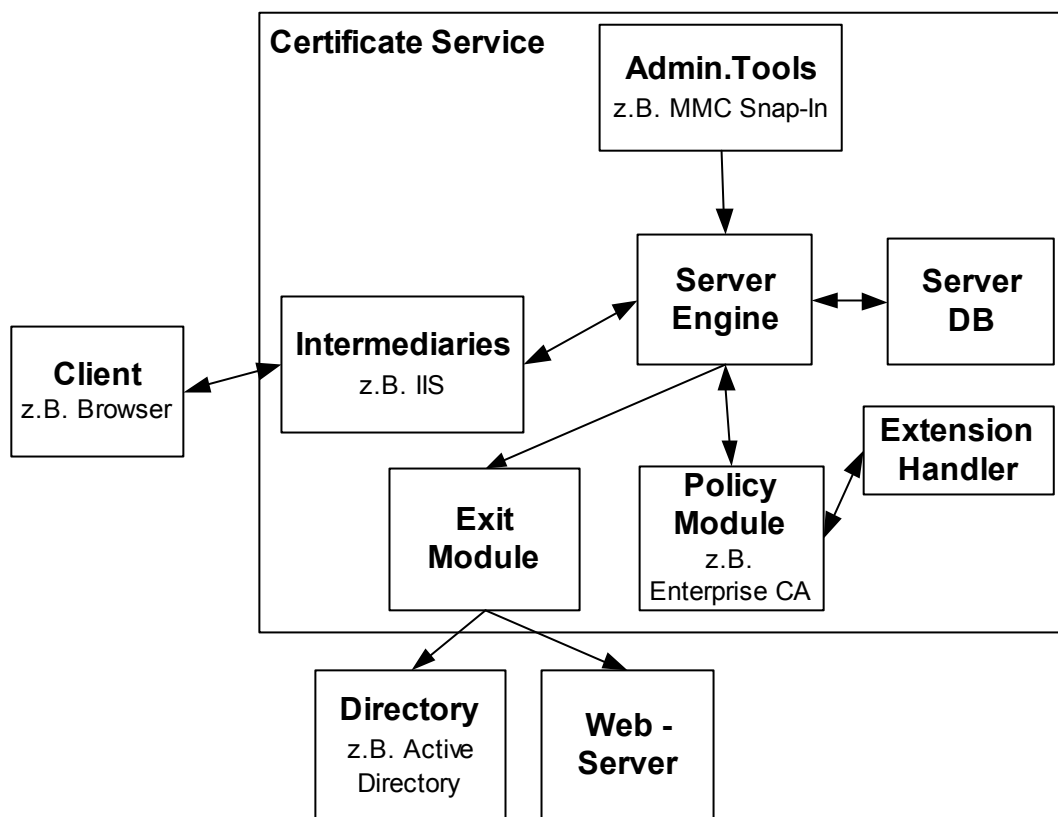 Certificate Service
Admin.Tools
z.B. MMC Snap-In
Server
Engine
Server
DB
Intermediaries
z.B. IIS
Client
z.B. Browser
Extension
Handler
Policy
Module
z.B.
Enterprise CA
Exit
Module
Directory
z.B. Active
Directory
Web -
Server